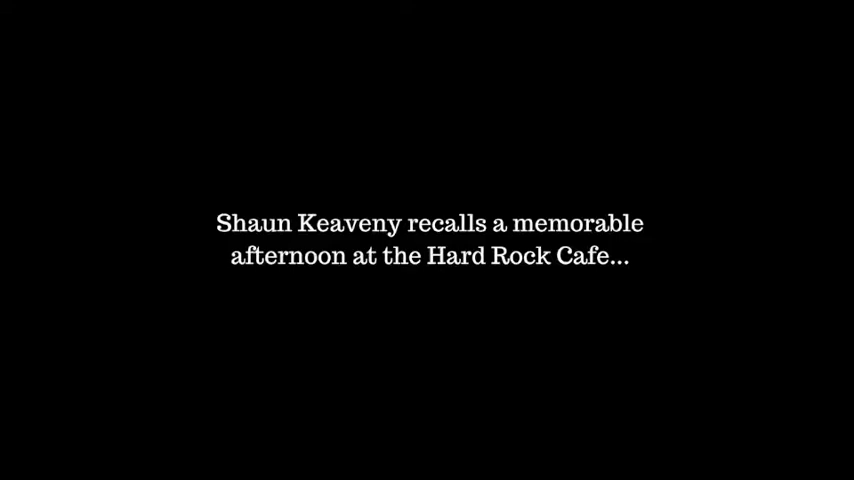 Shaun Keaveny recalls a memorable
afternoon at the Hard Rock Cafe...